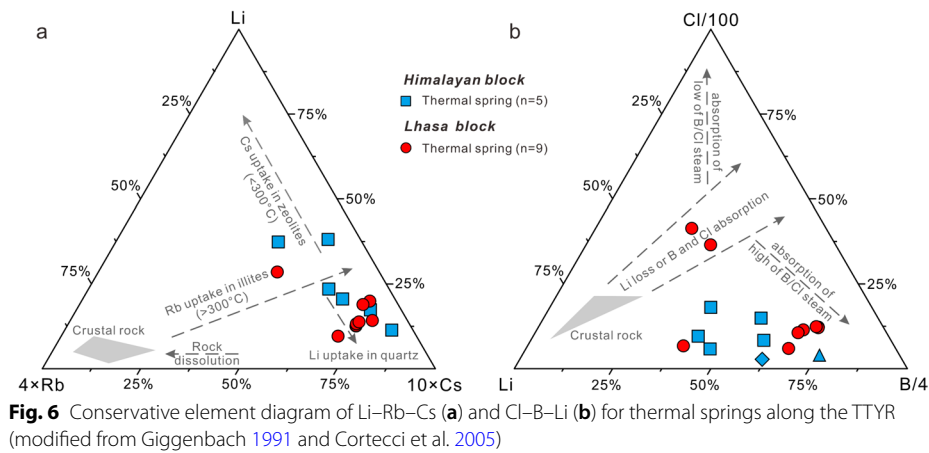 a
Li
25%
50%
75%
75%
50%
25%
Cs uptake in zeolites
(<300°C)
Rb uptake in illites
(>300°C)
Crustal rock
Rock
dissolution
Li uptake in quartz
4×Rb
25%
50%
75%
10×Cs
Himalayan block
Thermal spring (n=5)
Lhasa block
Thermal spring (n=9)
b
Cl/100
25%
50%
75%
75%
50%
25%
absorption of
low of B/Cl steam
Li loss or B and Cl absorption
absorption of
high of B/Cl steam
Crustal rock
Li
25%
50%
75%
B/4
Fig. 6 Conservative element diagram of Li–Rb–Cs (a) and Cl–B–Li (b) for thermal springs along the TTYR
(modified from Giggenbach 1991 and Cortecci et al. 2005)